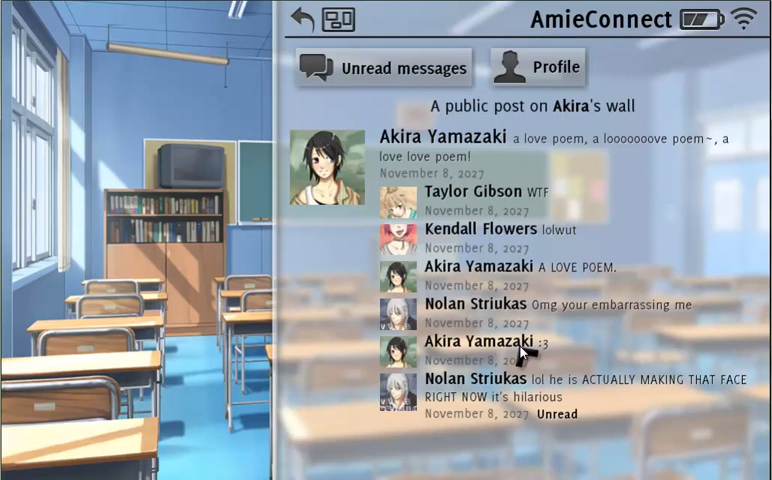 AmieConnect
Unread messages
Profile
A public post on Akira's wall
Akira Yamazaki a love poem, a looooooove poem~, a
love love poem!
November 8, 2027
Taylor Gibson WTF
November 8, 2027
Kendall Flowers lolwut
November 8, 2027
Akira Yamazaki A LOVE POEM.
November 8, 2027
Nolan Striukas Omg your embarrassing me
November 8, 2027
Akira Yamazaki :3
November 8, 2027
Nolan Striukas lol he is ACTUALLY MAKING THAT FACE
RIGHT NOW it's hilarious
November 8, 2027 Unread